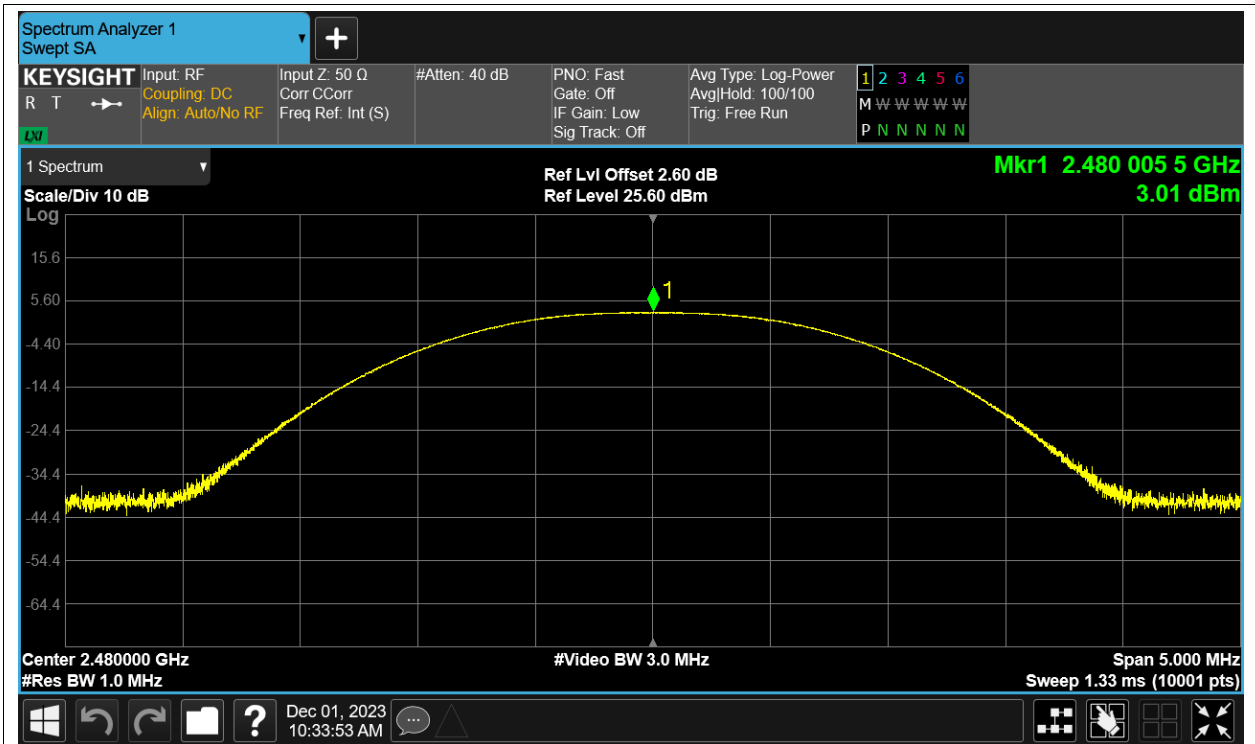 Spectrum Analyzer 1
Swept SA
KEYSIGHT
R T
LXI
Input: RF
Coupling: DC
Align: Auto/No RF
Input Z: 50 Ω
Corr CCorr
Freq Ref: Int (S)
#Atten: 40 dB
PNO: Fast
Gate: Off
IF Gain: Low
Sig Track: Off
Avg Type: Log-Power
Avg|Hold: 100/100
Trig: Free Run
1 2 3 4 5 6
M W W W W W
P N N N N N
1 Spectrum
Scale/Div 10 dB
Log
Ref Lvl Offset 2.60 dB
Ref Level 25.60 dBm
Mkr1 2.480 005 5 GHz
3.01 dBm
15.6
5.60
1
-4.40
-14.4
-24.4
-34.4
-44.4
-54.4
-64.4
Center 2.480000 GHz
#Video BW 3.0 MHz
Span 5.000 MHz
#Res BW 1.0 MHz
Sweep 1.33 ms (10001 pts)
?
Dec 01, 2023
10:33:53 AM